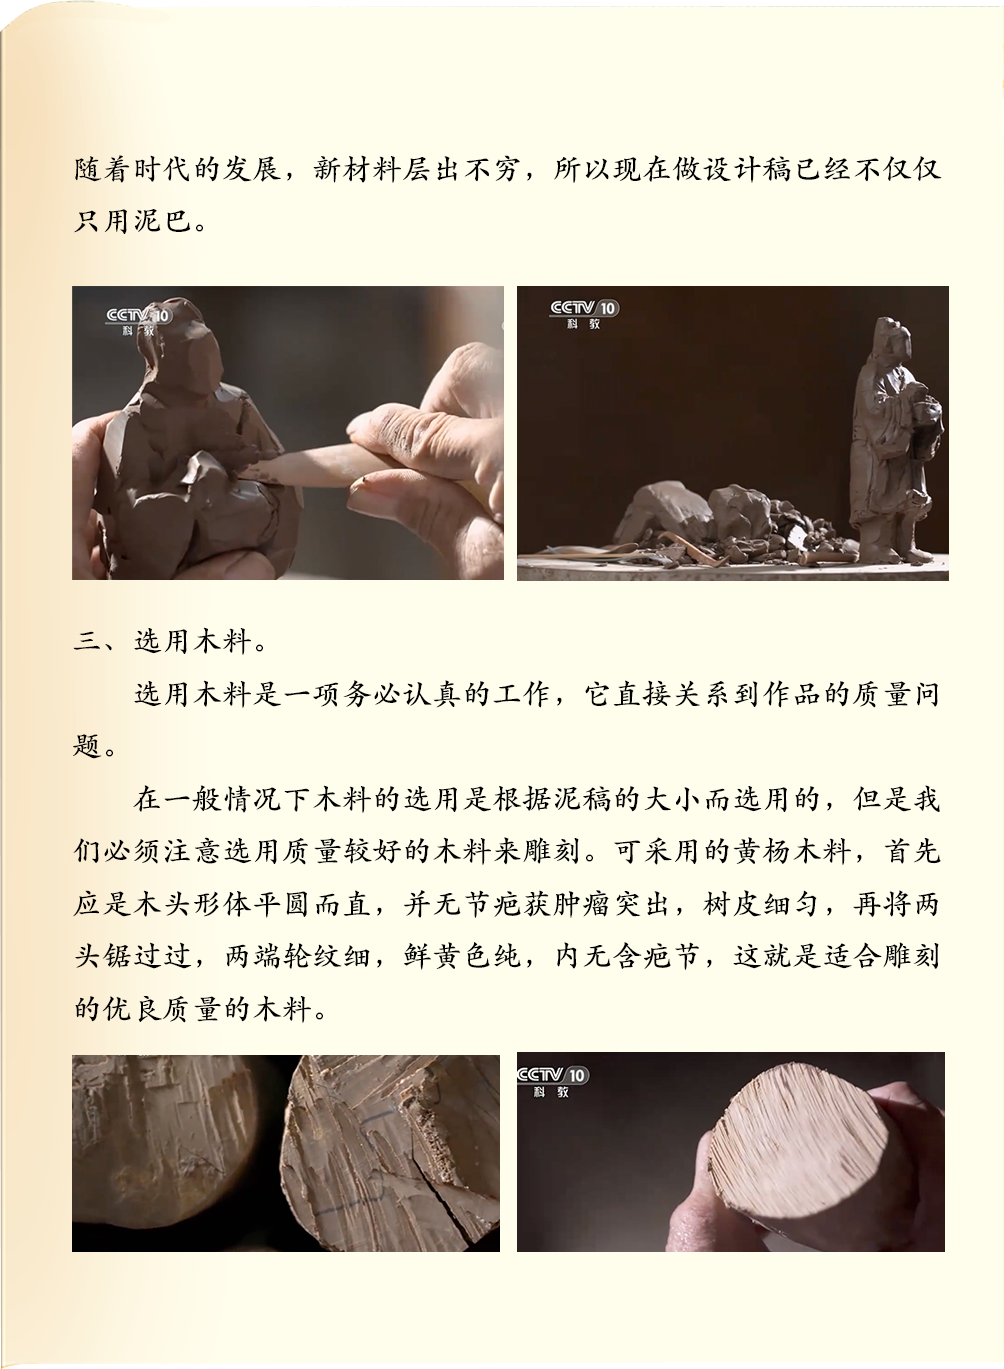 随着时代的发展，新材料层出不穷，所以现在做设计稿已经不仅仅
只用泥巴。
CCTV 10
科教
CCTV 10
科教
三、选用木料。
选用木料是一项务必认真的工作，它直接关系到作品的质量问
题。
在一般情况下木料的选用是根据泥稿的大小而选用的，但是我
们必须注意选用质量较好的木料来雕刻。可采用的黄杨木料，首先
应是木头形体平圆而直，并无节疤获肿瘤突出，树皮细匀，再将两
头锯过过，两端轮纹细，鲜黄色纯，内无含疤节，这就是适合雕刻
的优良质量的木料。
CCTV 10
科教